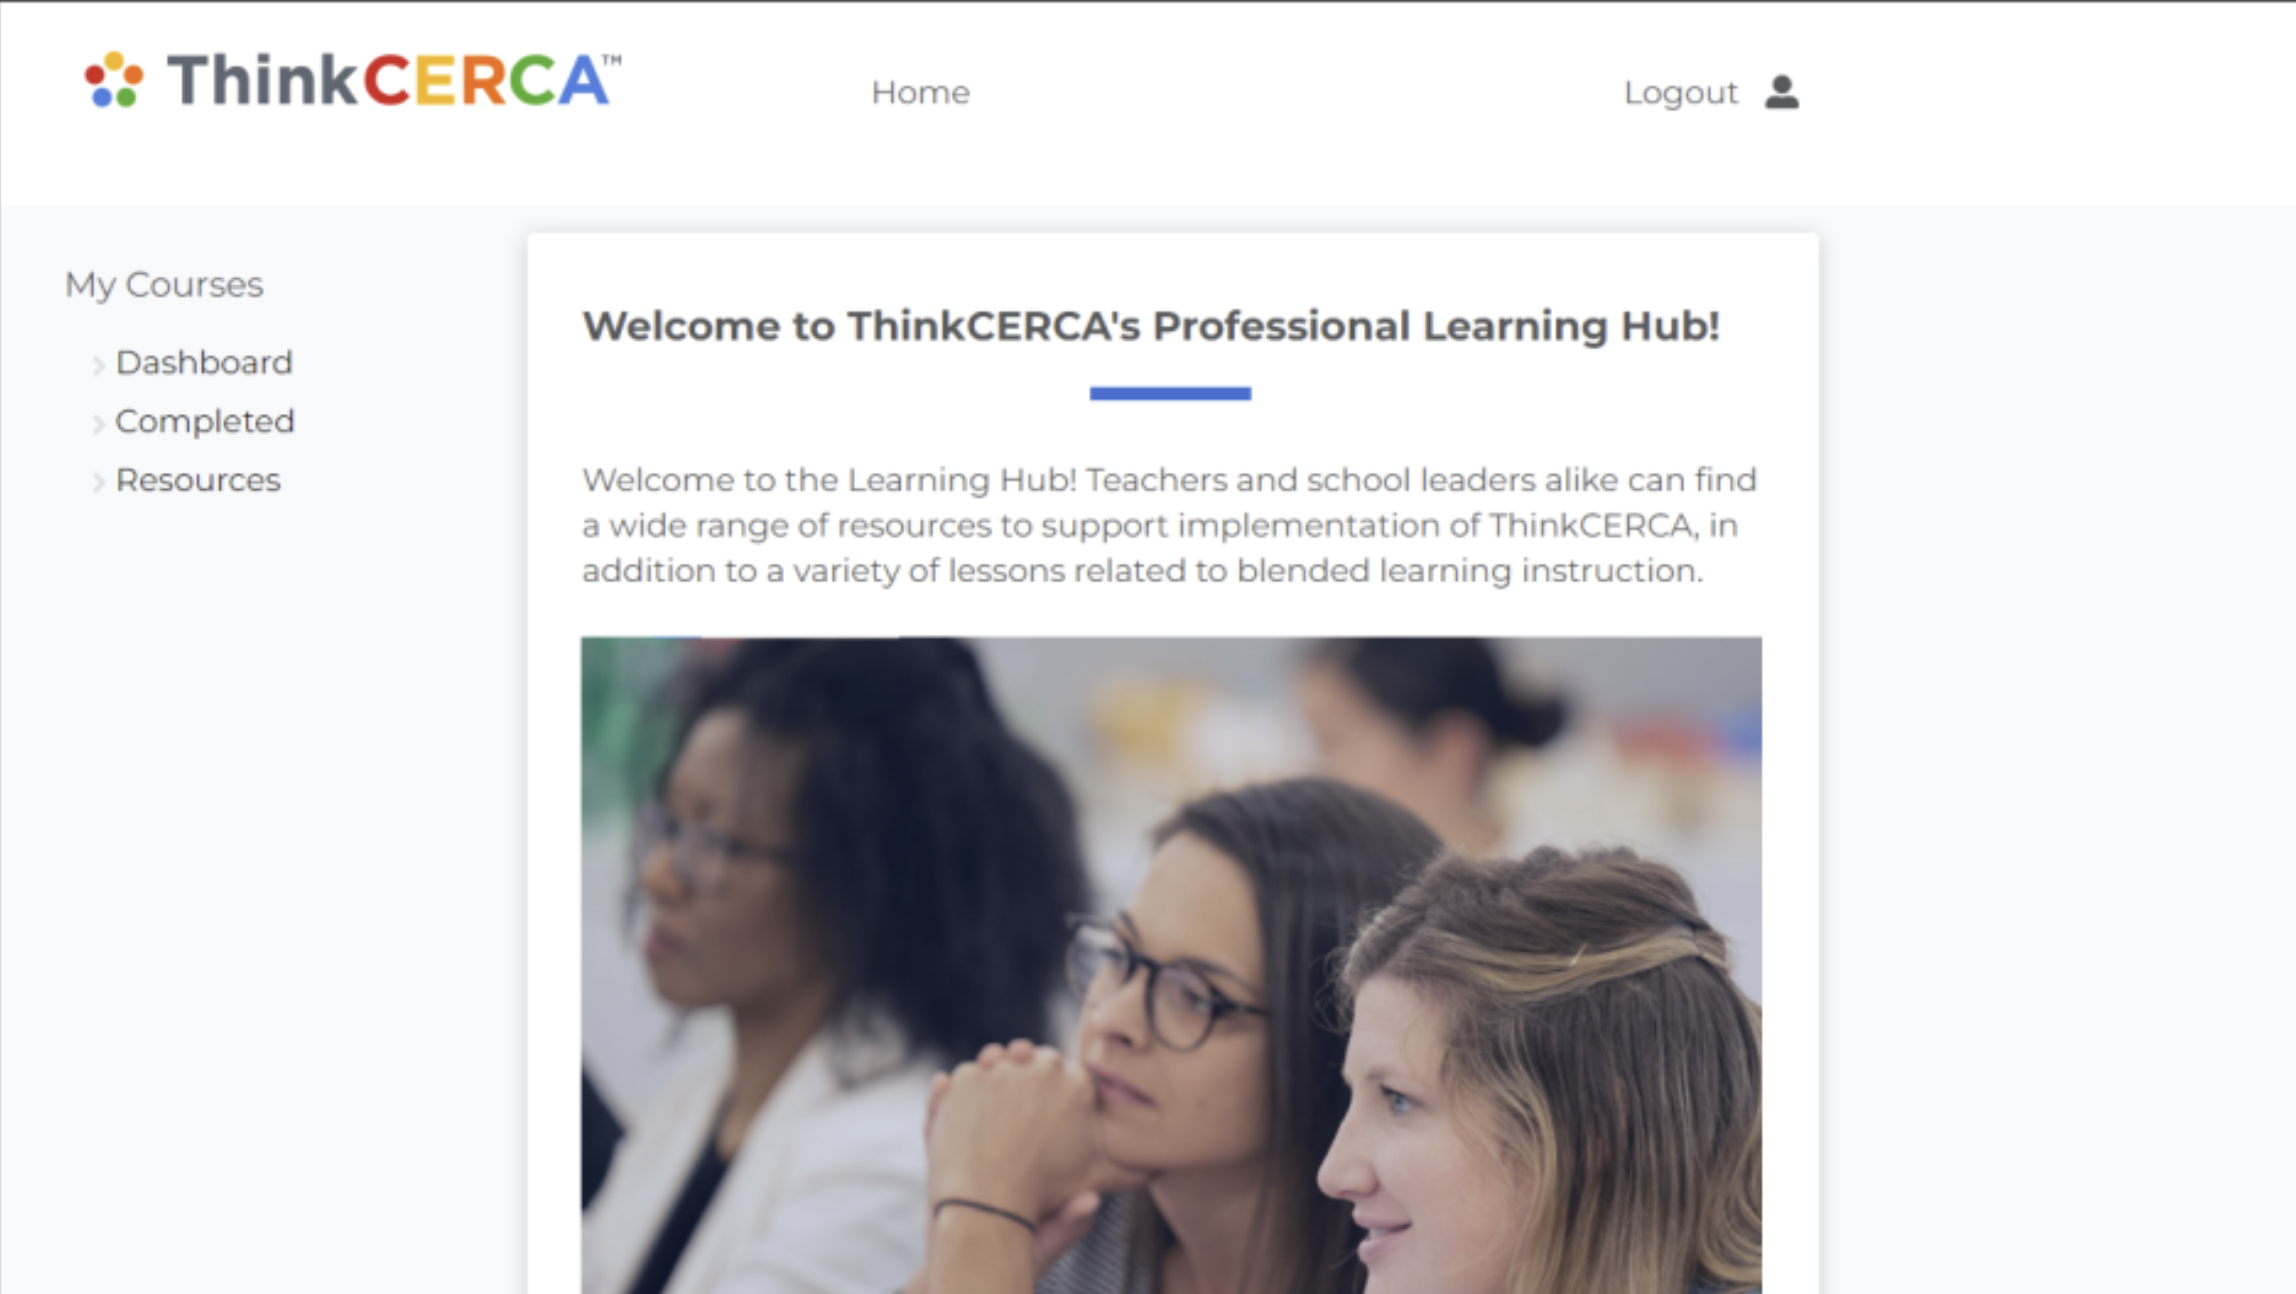 ThinkCERCA™
Home
Logout
My Courses
Dashboard
Completed
Resources
Welcome to ThinkCERCA's Professional Learning Hub!
Welcome to the Learning Hub! Teachers and school leaders alike can find
a wide range of resources to support implementation of ThinkCERCA, in
addition to a variety of lessons related to blended learning instruction.